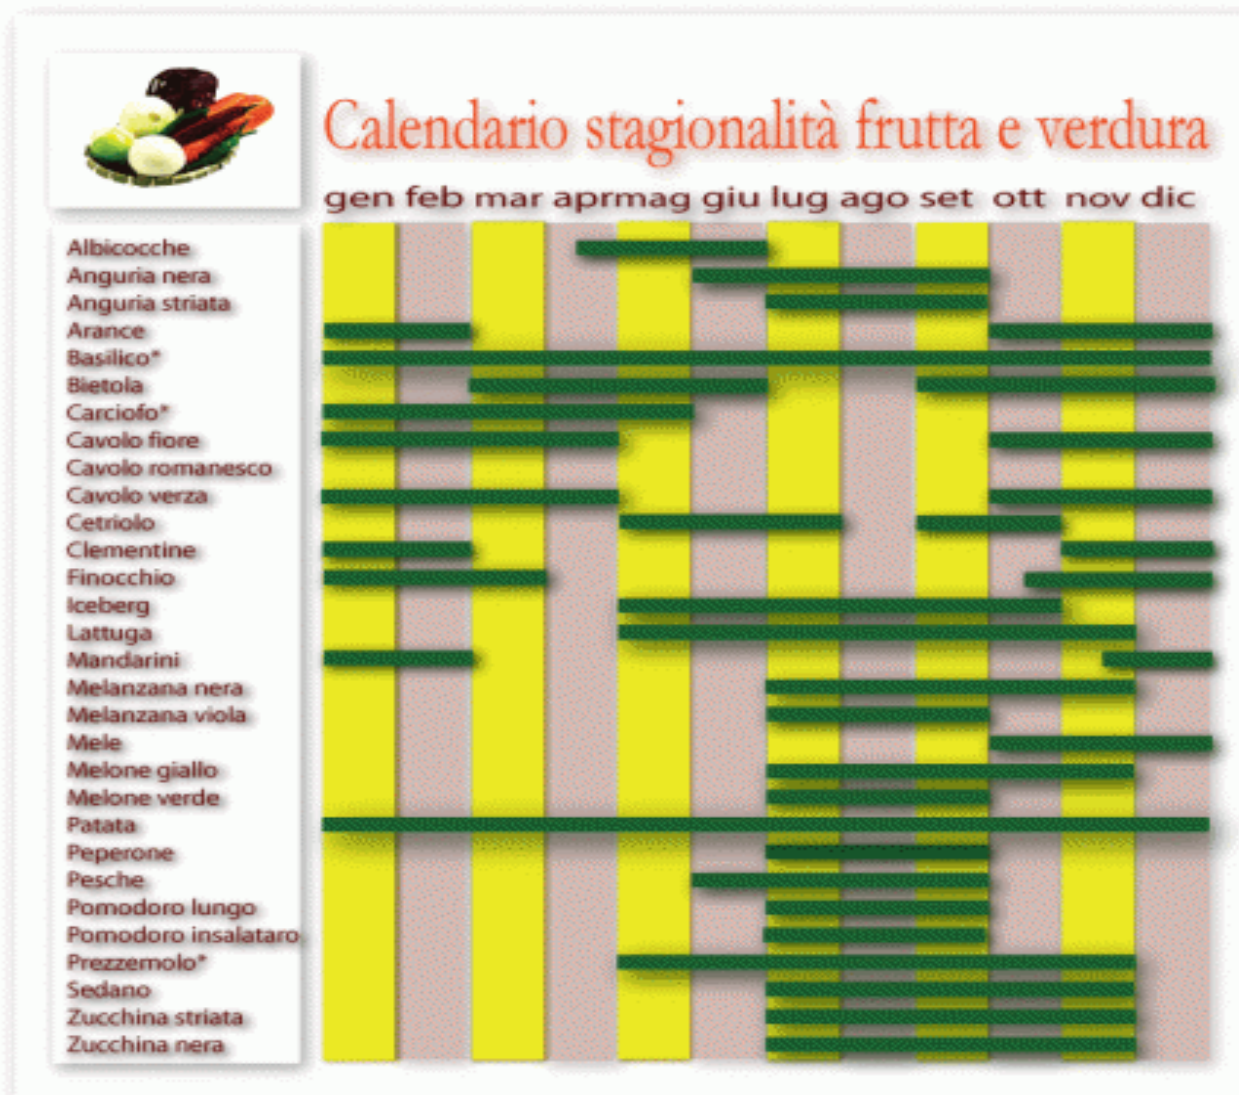 Calendario stagionalità frutta e verdura
gen feb mar apr mag giu lug ago set ott nov dic
Albicocche
Anguria nera
Anguria striata
Arance
Basilico*
Bietola
Carciofo*
Cavolo fiore
Cavolo romanesco
Cavolo verza
Cetriolo
Clementine
Finocchio
Iceberg
Lattuga
Mandarini
Melanzana nera
Melanzana viola
Mele
Melone giallo
Melone verde
Patata
Peperone
Pesche
Pomodoro lungo
Pomodoro insalataro
Prezzemolo*
Sedano
Zucchina striata
Zucchina nera